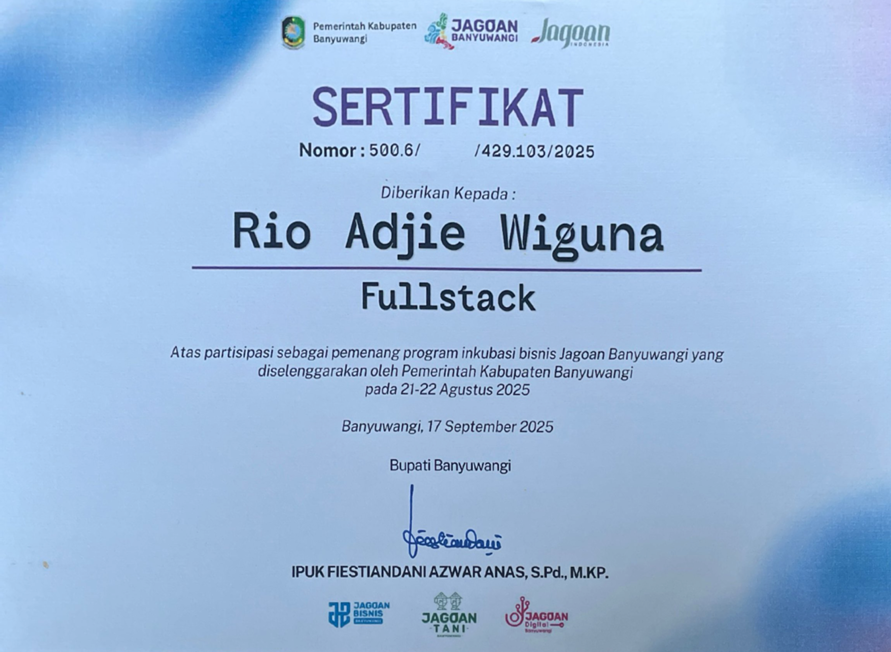 Pemerintah Kabupaten
Banyuwangi
JAGOAN
BANYUWANGI
Jagoan
INDONESIA
SERTIFIKAT
Nomor : 500.6/ /429.103/2025
Diberikan Kepada :
Rio Adjie Wiguna
Fullstack
Atas partisipasi sebagai pemenang program inkubasi bisnis Jagoan Banyuwangi yang
diselenggarakan oleh Pemerintah Kabupaten Banyuwangi
pada 21-22 Agustus 2025
Banyuwangi, 17 September 2025
Bupati Banyuwangi
IPUK FIESTIANDANI AZWAR ANAS, S.Pd., M.KP.
JAGOAN
BISNIS
JAGOAN
TANI
JAGOAN
Digital
Banyuwangi